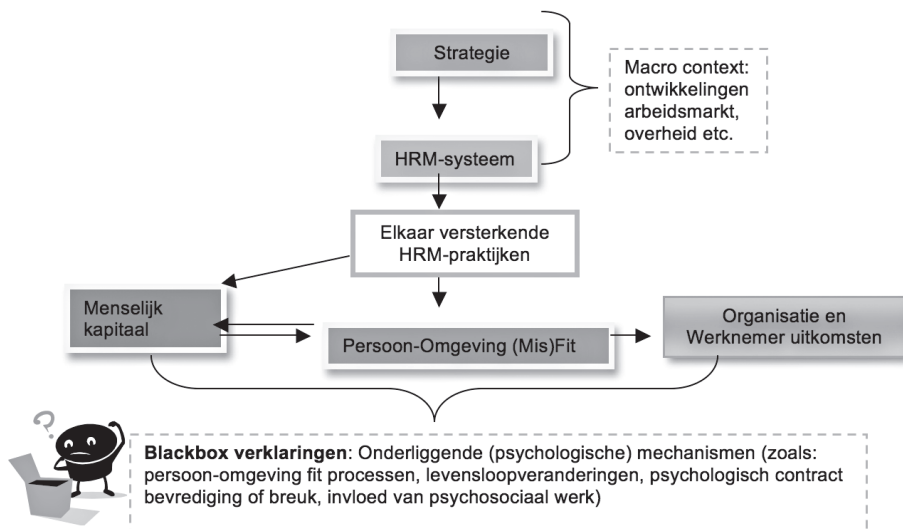 Strategie
Macro context:
ontwikkelingen
arbeidsmarkt,
overheid etc.
HRM-systeem
Elkaar versterkende
HRM-praktijken
Menselijk
kapitaal
Persoon-Omgeving (Mis)Fit
Organisatie en
Werknemer uitkomsten
?
Blackbox verklaringen: Onderliggende (psychologische) mechanismen (zoals:
persoon-omgeving fit processen, levensloopveranderingen, psychologisch contract
bevrediging of breuk, invloed van psychosociaal werk)